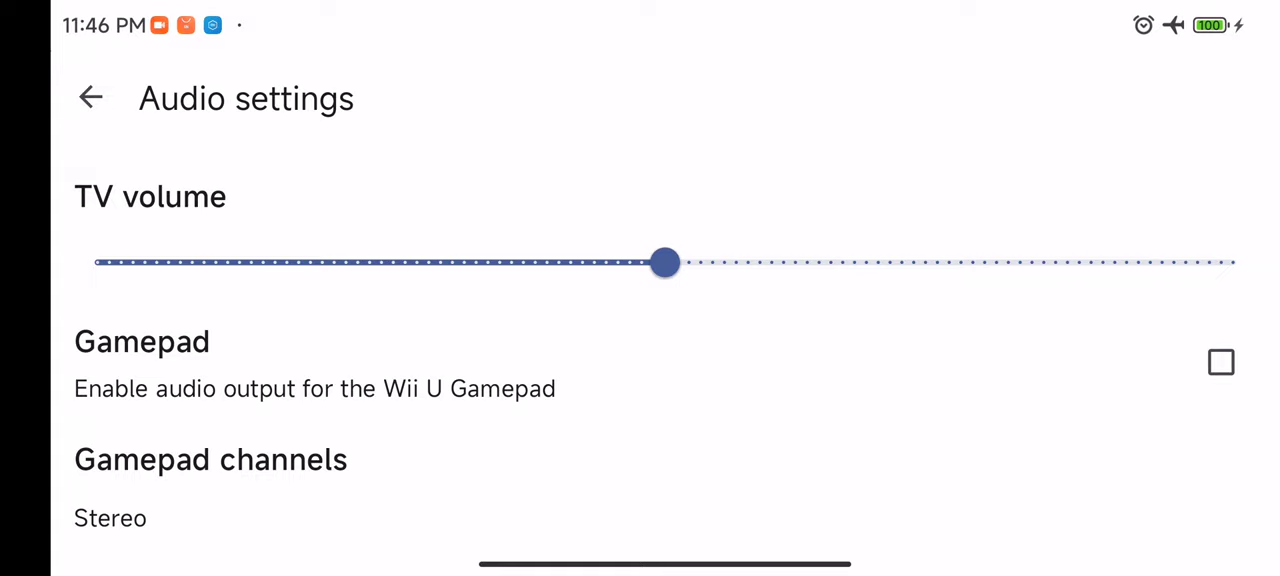 11:46 PM
100
Audio settings
TV volume
Gamepad
Enable audio output for the Wii U Gamepad
Gamepad channels
Stereo